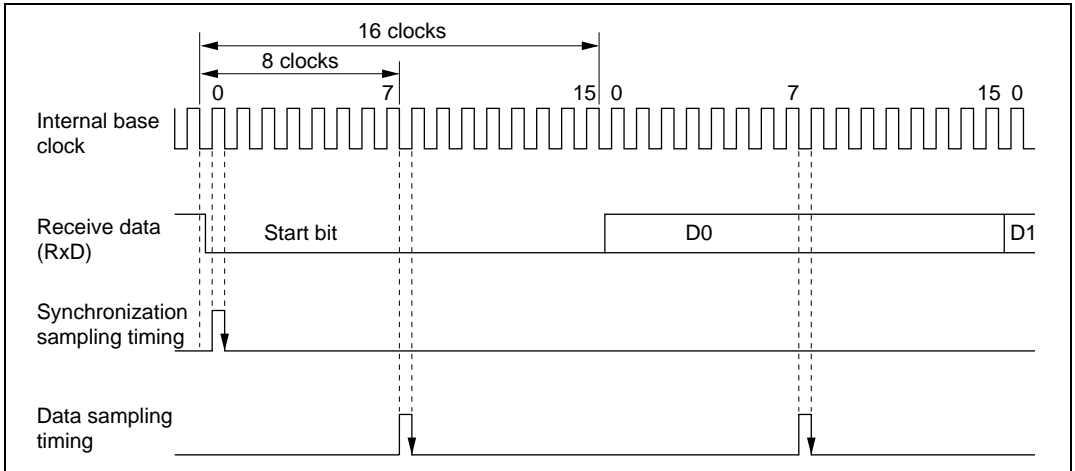 16 clocks
8 clocks
0 7 15 0 7 15 0
Internal base
clock
Receive data
(RxD)
Start bit D0 D1
Synchronization
sampling timing
Data sampling
timing